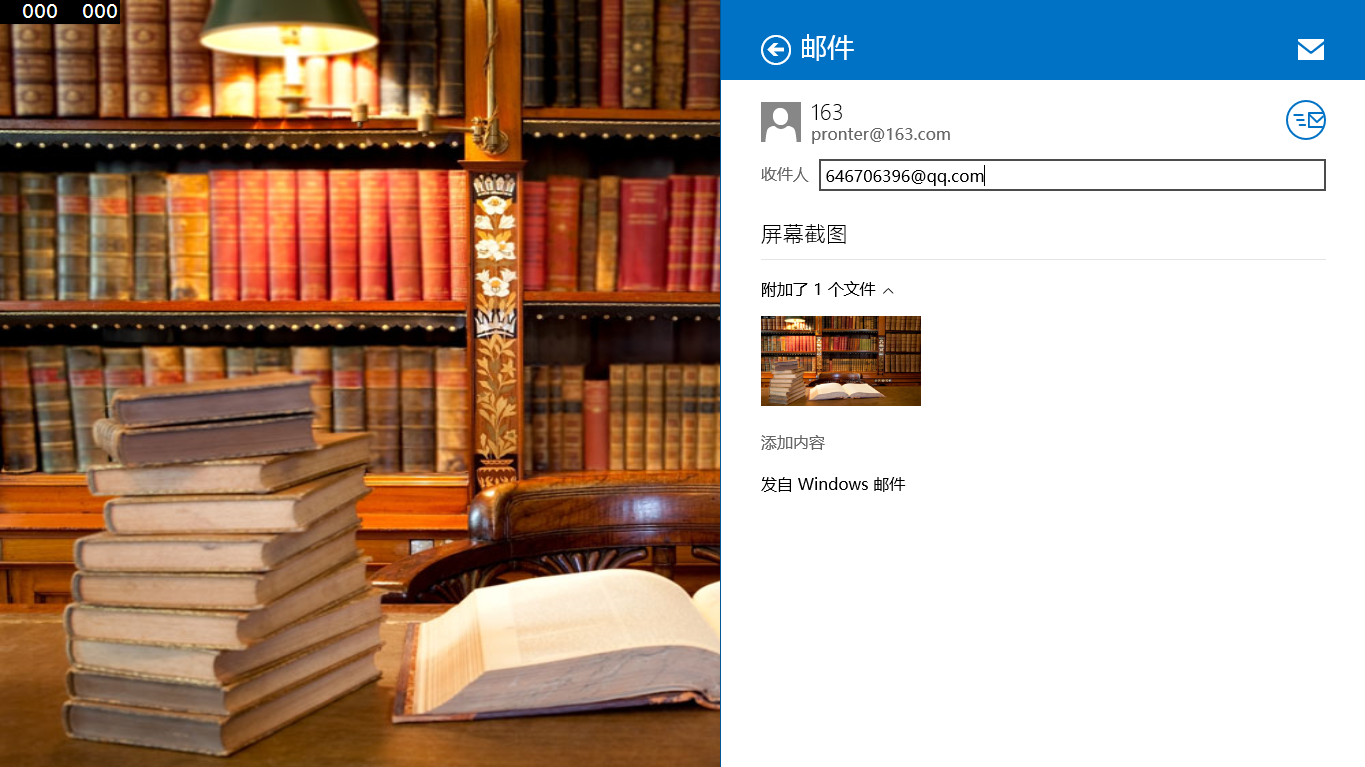 000 000
邮件
163
pronter@163.com
收件人 646706396@qq.com
屏幕截图
附加了 1 个文件
添加内容
发自 Windows 邮件